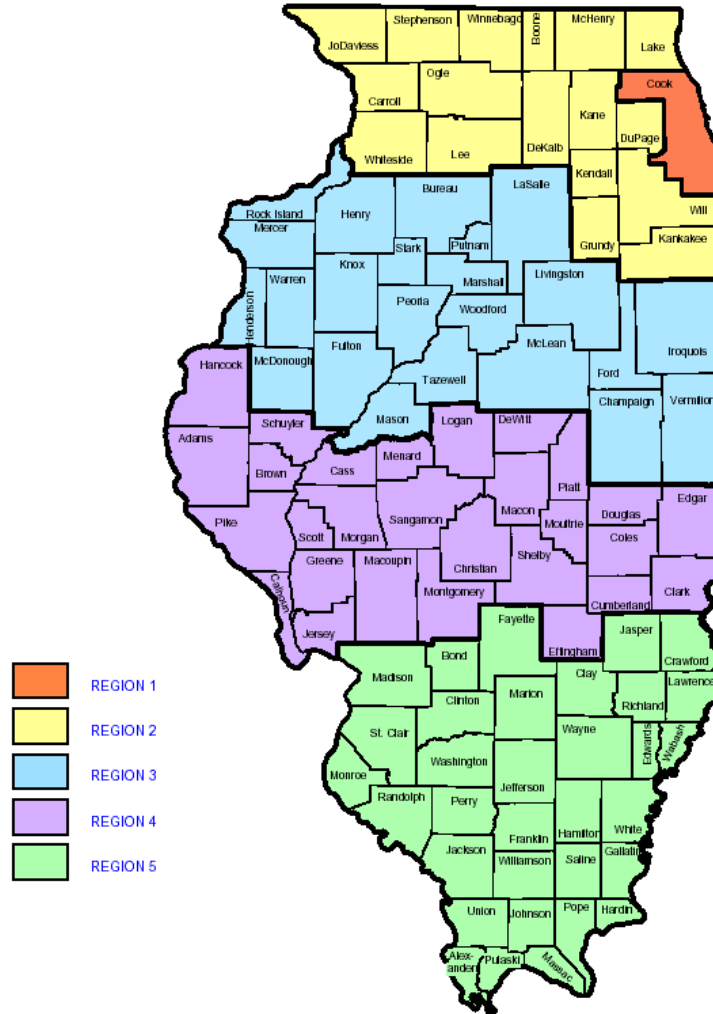 Stephenson
Winnebago
Boone
McHenry
JoDaviess
Lake
Ogle
Cook
Carroll
Kane
DuPage
Whiteside
Lee
DeKalb
Kendall
Bureau
LaSalle
Rock Island
Henry
Will
Mercer
Stark
Putnam
Grundy
Kankakee
Knox
Warren
Marshall
Livingston
Henderson
Peoria
Woodford
Fulton
McLean
Iroquois
Hancock
McDonough
Tazewell
Ford
Champaign
Vermilion
Mason
Schuyler
Logan
DeWitt
Adams
Menard
Brown
Cass
Piatt
Edgar
Macon
Douglas
Pike
Sangamon
Moultrie
Scott
Morgan
Coles
Greene
Macoupin
Shelby
Christian
Calhoun
Montgomery
Clark
Cumberland
Fayette
Jersey
Effingham
Jasper
Bond
Crawford
Madison
Clay
Lawrence
REGION 1
Clinton
Marion
Richland
REGION 2
St. Clair
Wayne
Edwards
Wabash
Washington
REGION 3
Monroe
Jefferson
Randolph
Perry
REGION 4
Franklin
Hamilton
White
Jackson
Gallatin
REGION 5
Williamson
Saline
Union
Johnson
Pope
Hardin
Alex-
ander
Pulaski
Massac